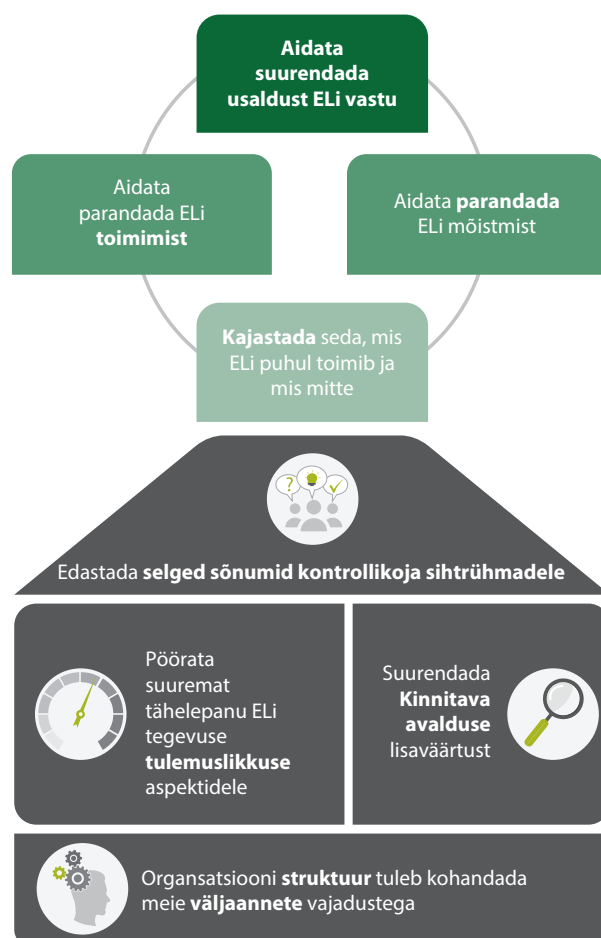 Aidata
suurendada
usaldust ELi vastu
Aidata
parandada ELi
toimimist
Aidata parandada
ELi mõistmist
Kajastada seda, mis
ELi puhul toimib ja
mis mitte
?
Edastada selged sõnumid kontrollikoja sihtrühmadele
Pöörata
suuremat
tähelepanu ELi
tegevuse
tulemuslikkuse
aspektidele
Suurendada
Kinnitava
avalduse
lisaväärtust
Organsatsiooni struktuur tuleb kohandada
meie väljaannete vajadustega